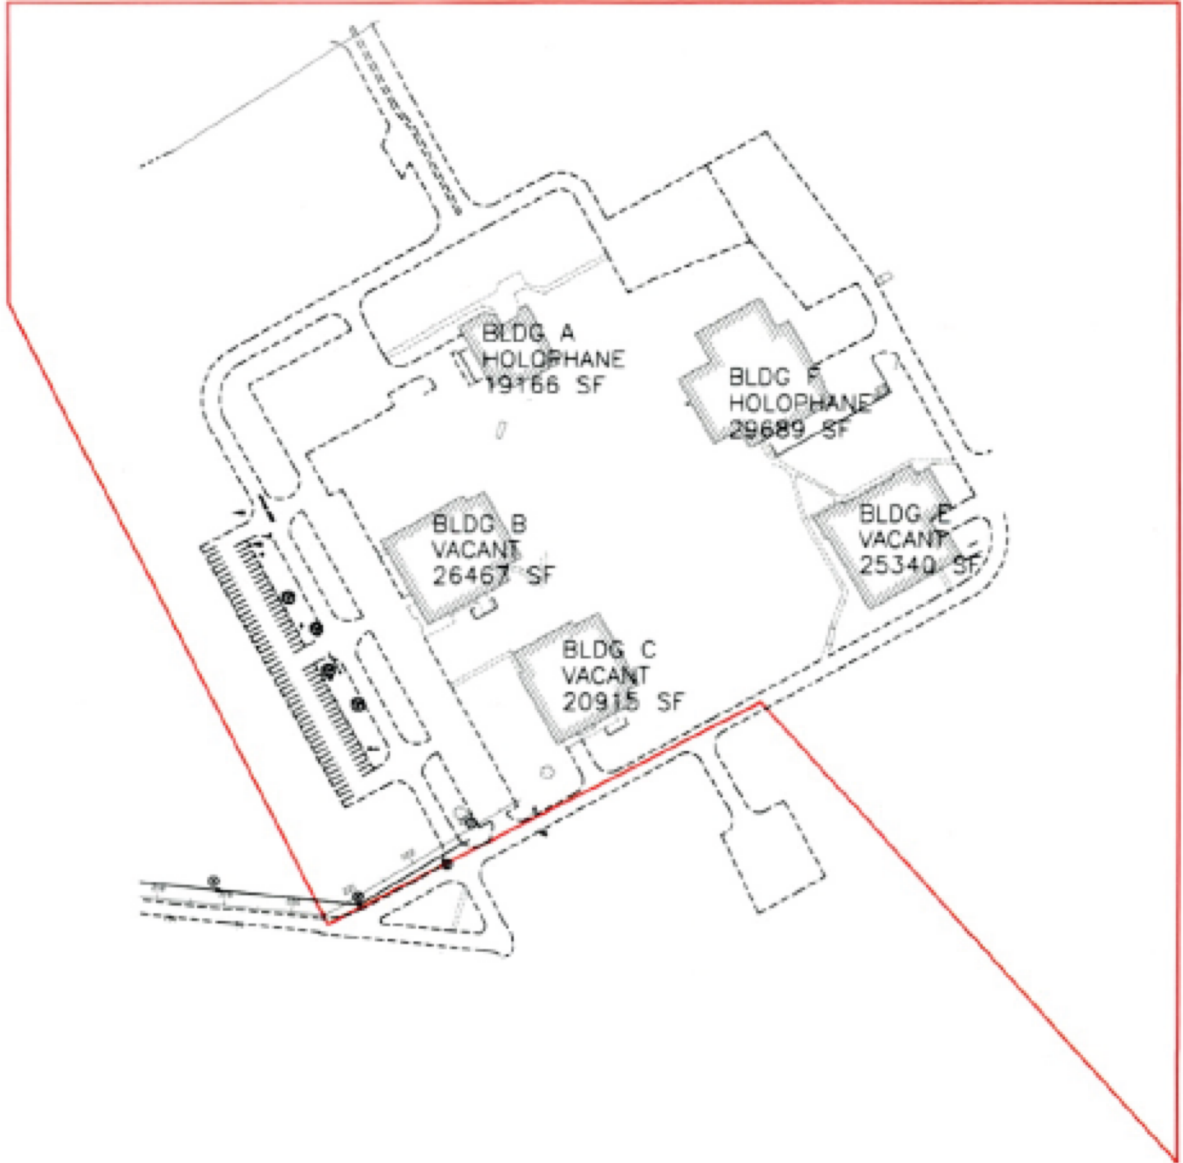 BLDG A
HOLOPHANE
19166 SF
BLDG F
HOLOPHANE
29689 SF
BLDG B
VACANT
26467 SF
BLDG E
VACANT
25340 SF
BLDG C
VACANT
20915 SF